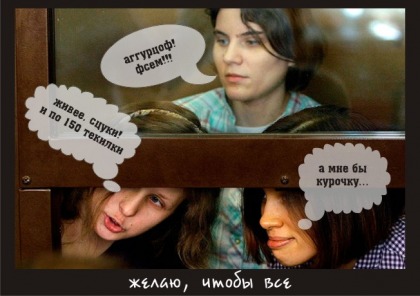 аггурцоф!
фсем!!!
живее, сцуки!
и по 150 текилки
а мне бы
курочку...
желаю, чтобы все